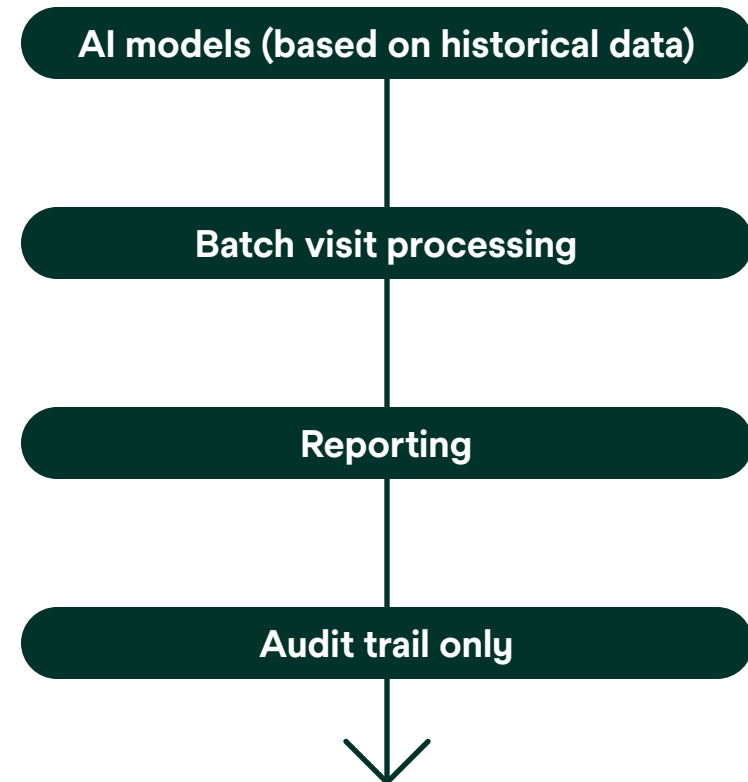 AI models (based on historical data)
Batch visit processing
Reporting
Audit trail only